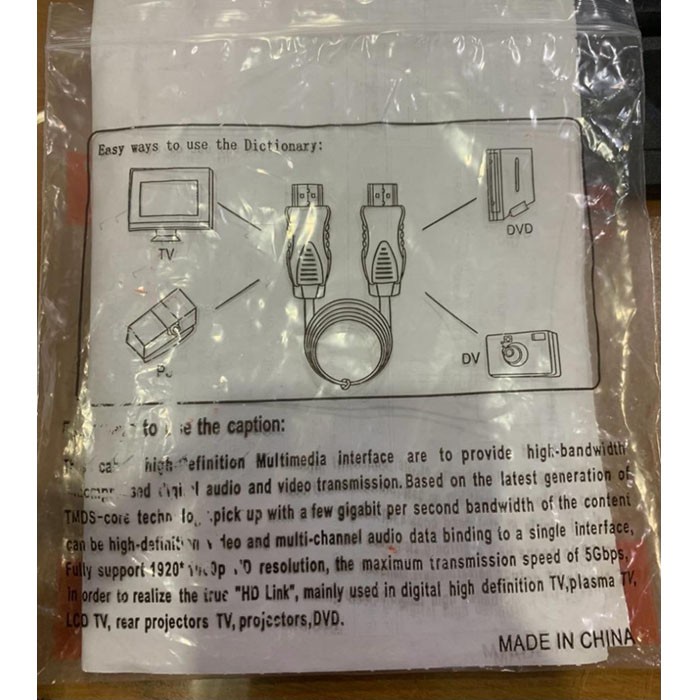 Easy ways to use the Dictionary:
TV
DVD
DV
to the caption:
high- Multimedia interface are to provide high-bandwidth
audio and video transmission. Based on the latest generation of
TMDS-core pick up with a few gigabit per second bandwidth of the content
can be and multi-channel audio data binding to a single interface,
Fully support resolution, the maximum transmission speed of 5Gbps,
In order to realize the true "HD Link", mainly used in digital high definition TV,plasma TV,
LCD TV, rear projectors TV, projectors,DVD.
MADE IN CHINA